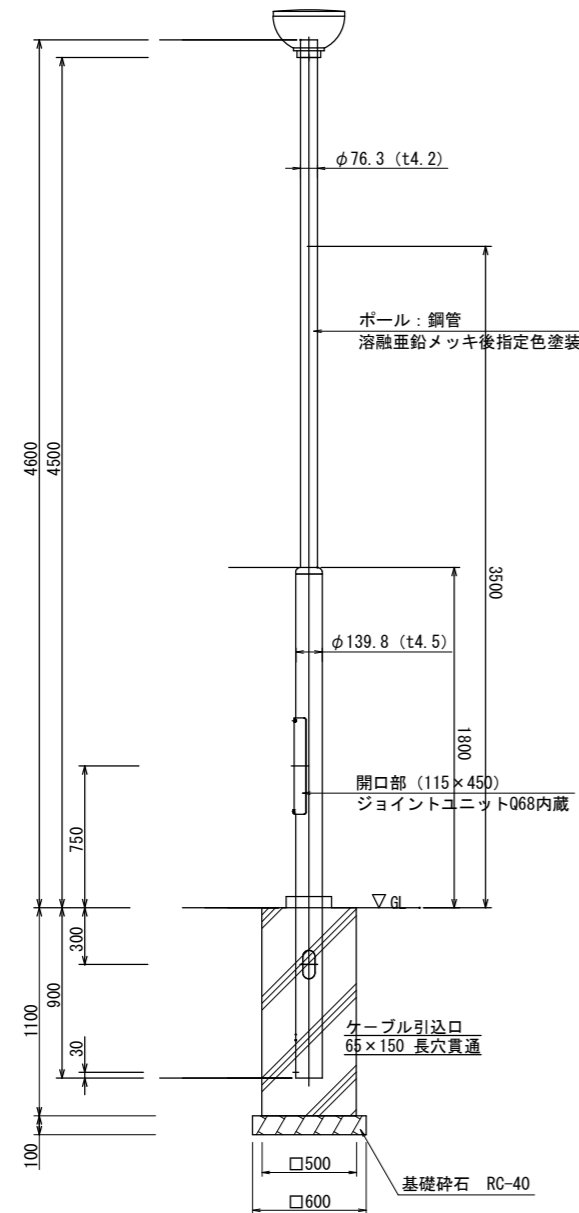 φ76.3 (t4.2)
ポール：鋼管
溶融亜鉛メッキ後指定色塗装
4600
4500
3500
φ139.8 (t4.5)
1800
開口部 (115×450)
ジョイントユニットQ68内蔵
750
▽GL
300
900
1100
30
ケーブル引込口
65×150 長穴貫通
100
□500
基礎砕石 RC-40
□600